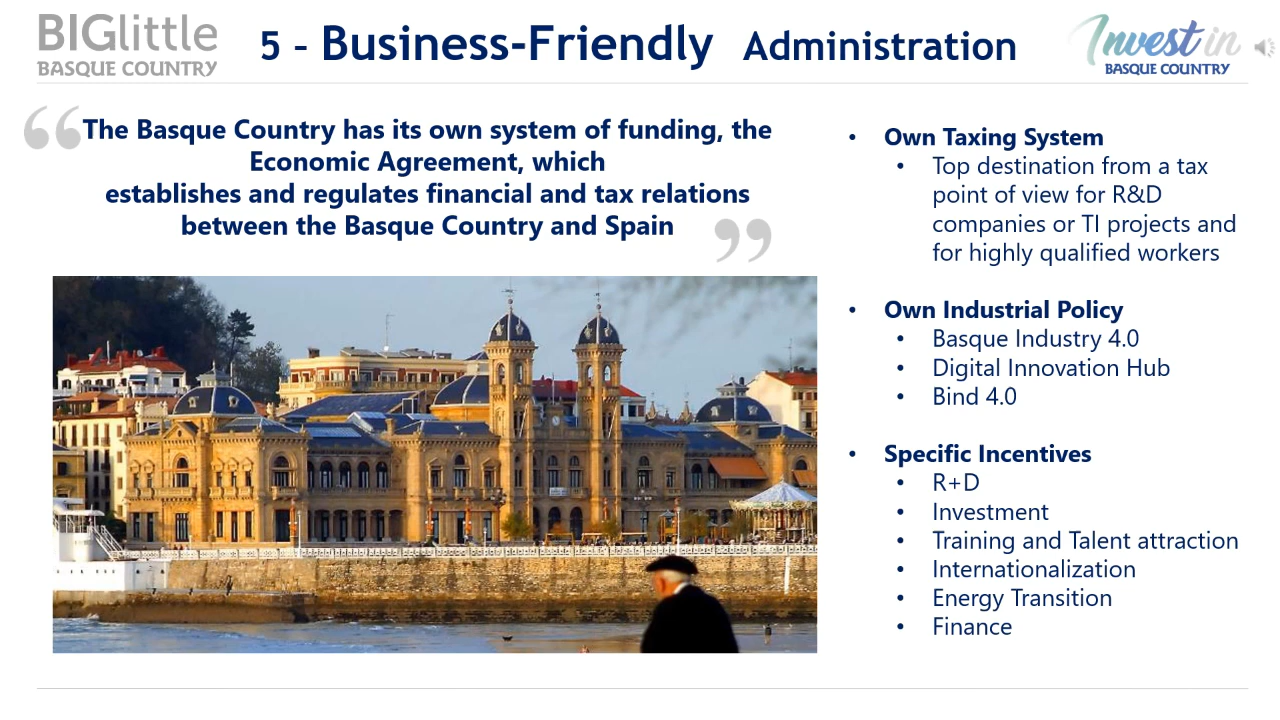 BIGlittle
BASQUE COUNTRY
5 – Business-Friendly Administration
Invest in
BASQUE COUNTRY
“The Basque Country has its own system of funding, the
Economic Agreement, which
establishes and regulates financial and tax relations
between the Basque Country and Spain ”
• Own Taxing System
• Top destination from a tax
point of view for R&D
companies or TI projects and
for highly qualified workers
• Own Industrial Policy
• Basque Industry 4.0
• Digital Innovation Hub
• Bind 4.0
• Specific Incentives
• R+D
• Investment
• Training and Talent attraction
• Internationalization
• Energy Transition
• Finance